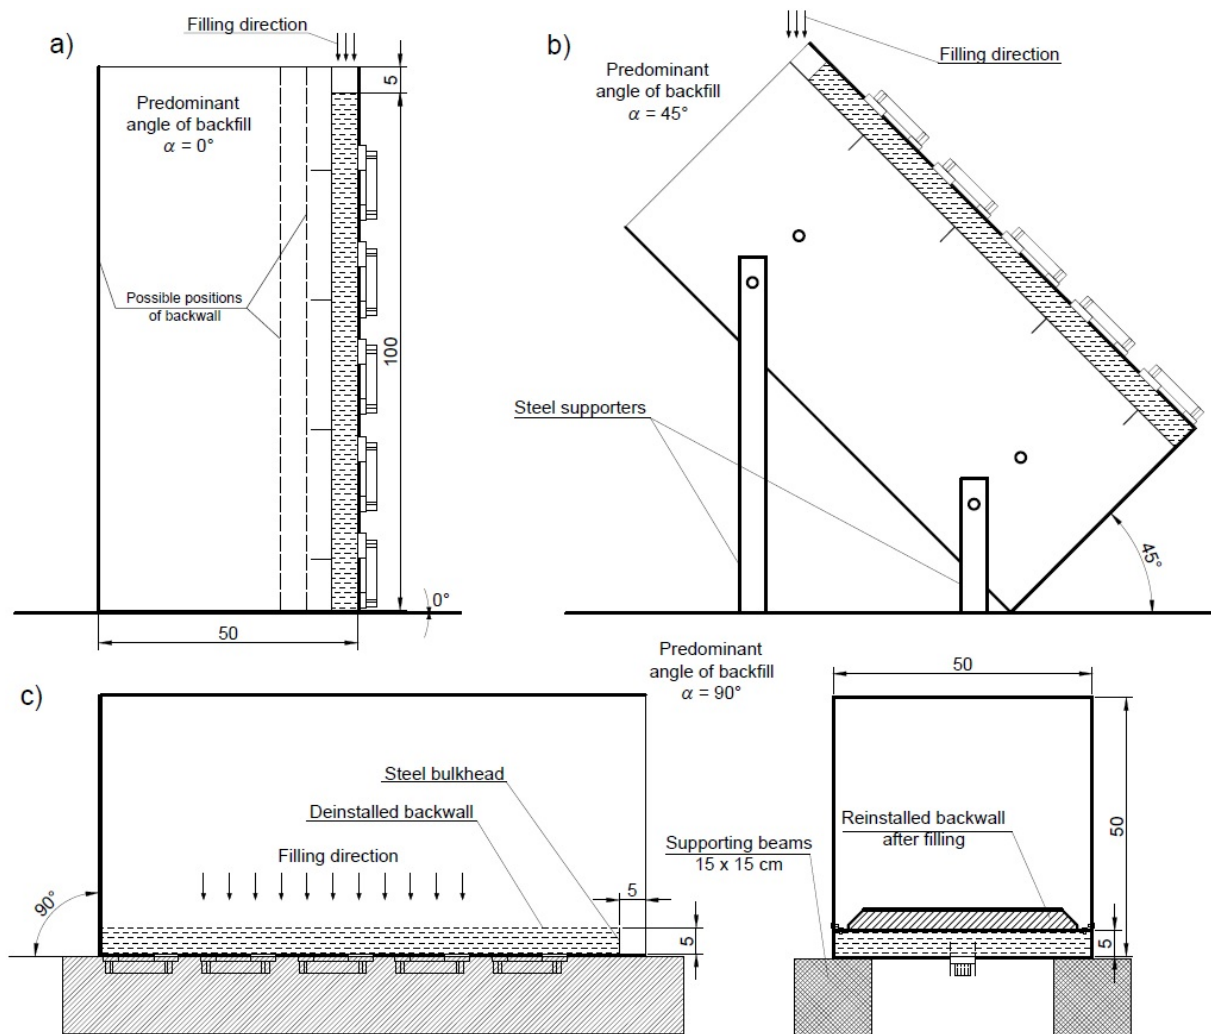 a)
Filling direction
5
Predominant
angle of backfill
α = 0°
Possible positions
of backwall
100
0°
50
b)
Filling direction
Predominant
angle of backfill
α = 45°
Steel supporters
45°
Predominant
angle of backfill
α = 90°
c)
Steel bulkhead
Deinstalled backwall
Filling direction
90°
5
5
50
Reinstalled backwall
after filling
Supporting beams
15 x 15 cm
50
5